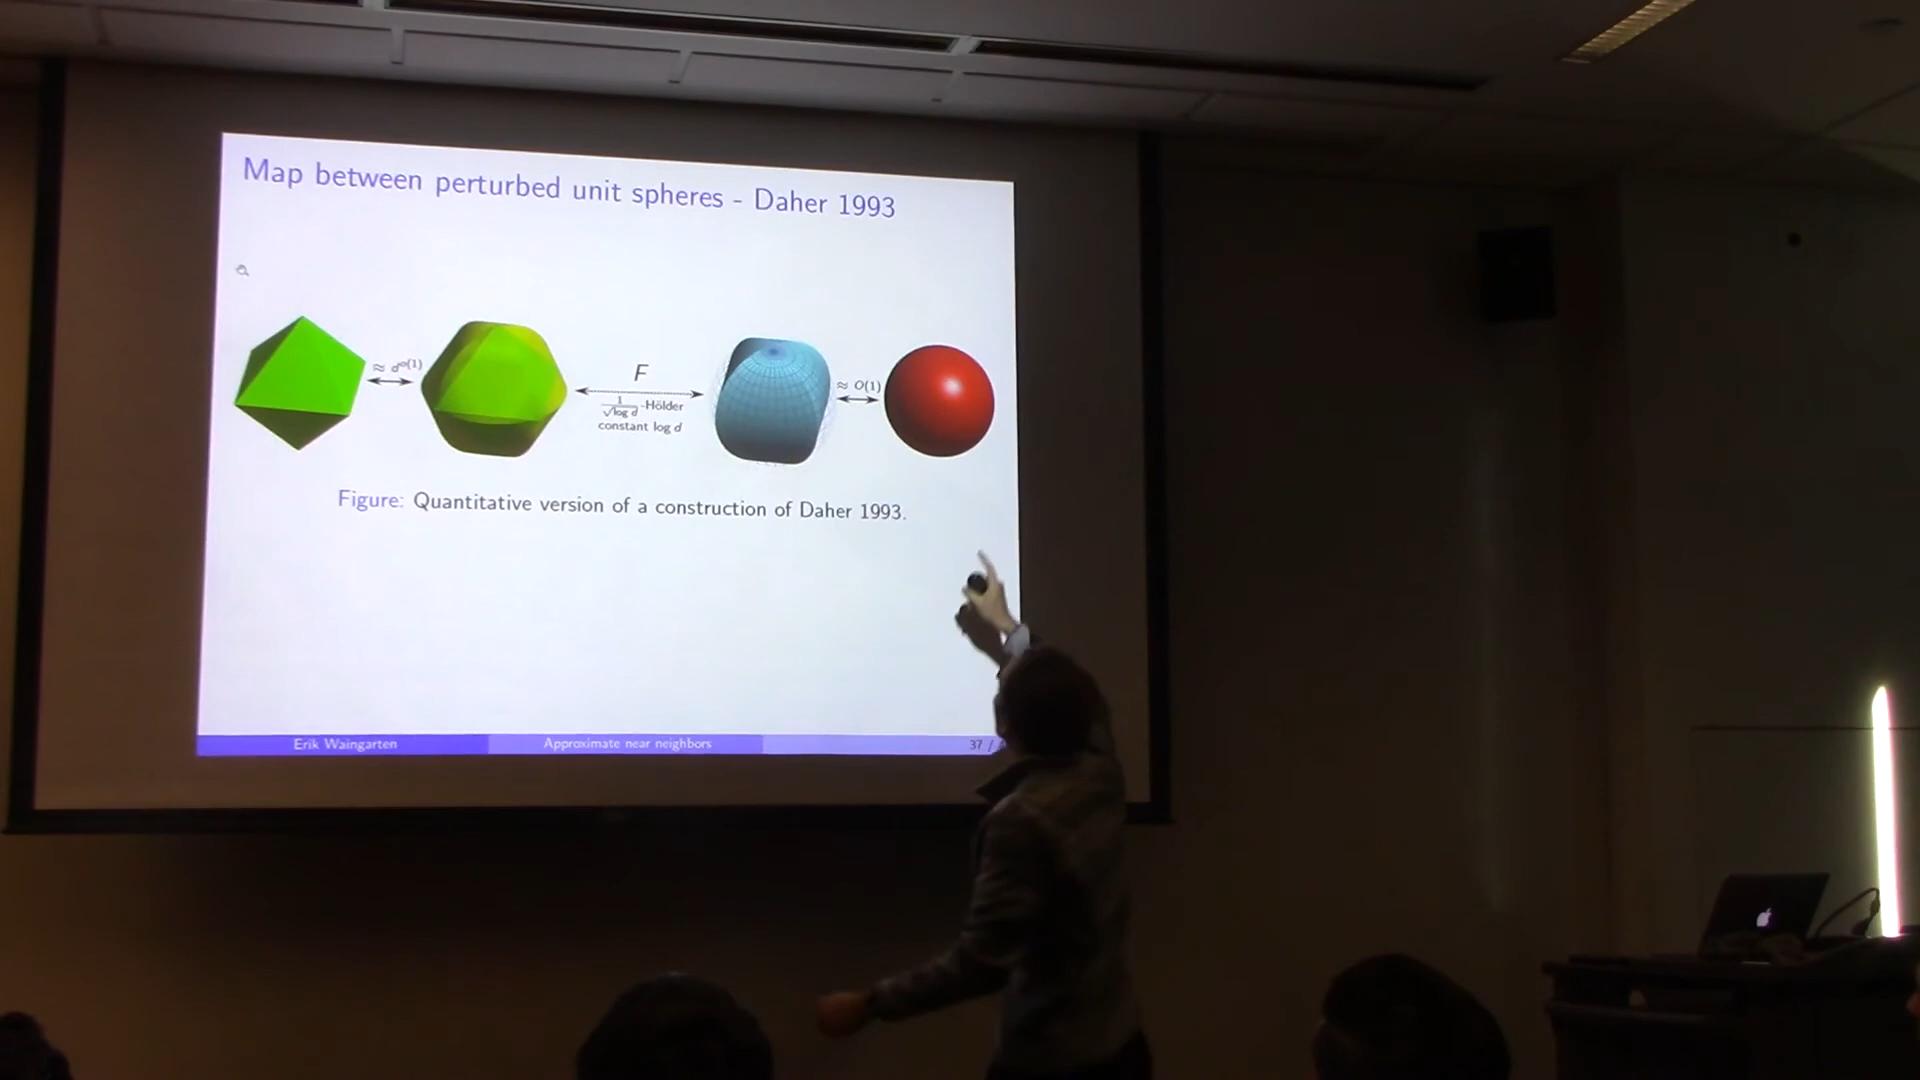 Map between perturbed unit spheres - Daher 1993
≈ d^o(1)
F
1/√log d -Hölder
constant log d
≈ O(1)
Figure: Quantitative version of a construction of Daher 1993.
Erik Waingarten
Approximate near neighbors
37 /